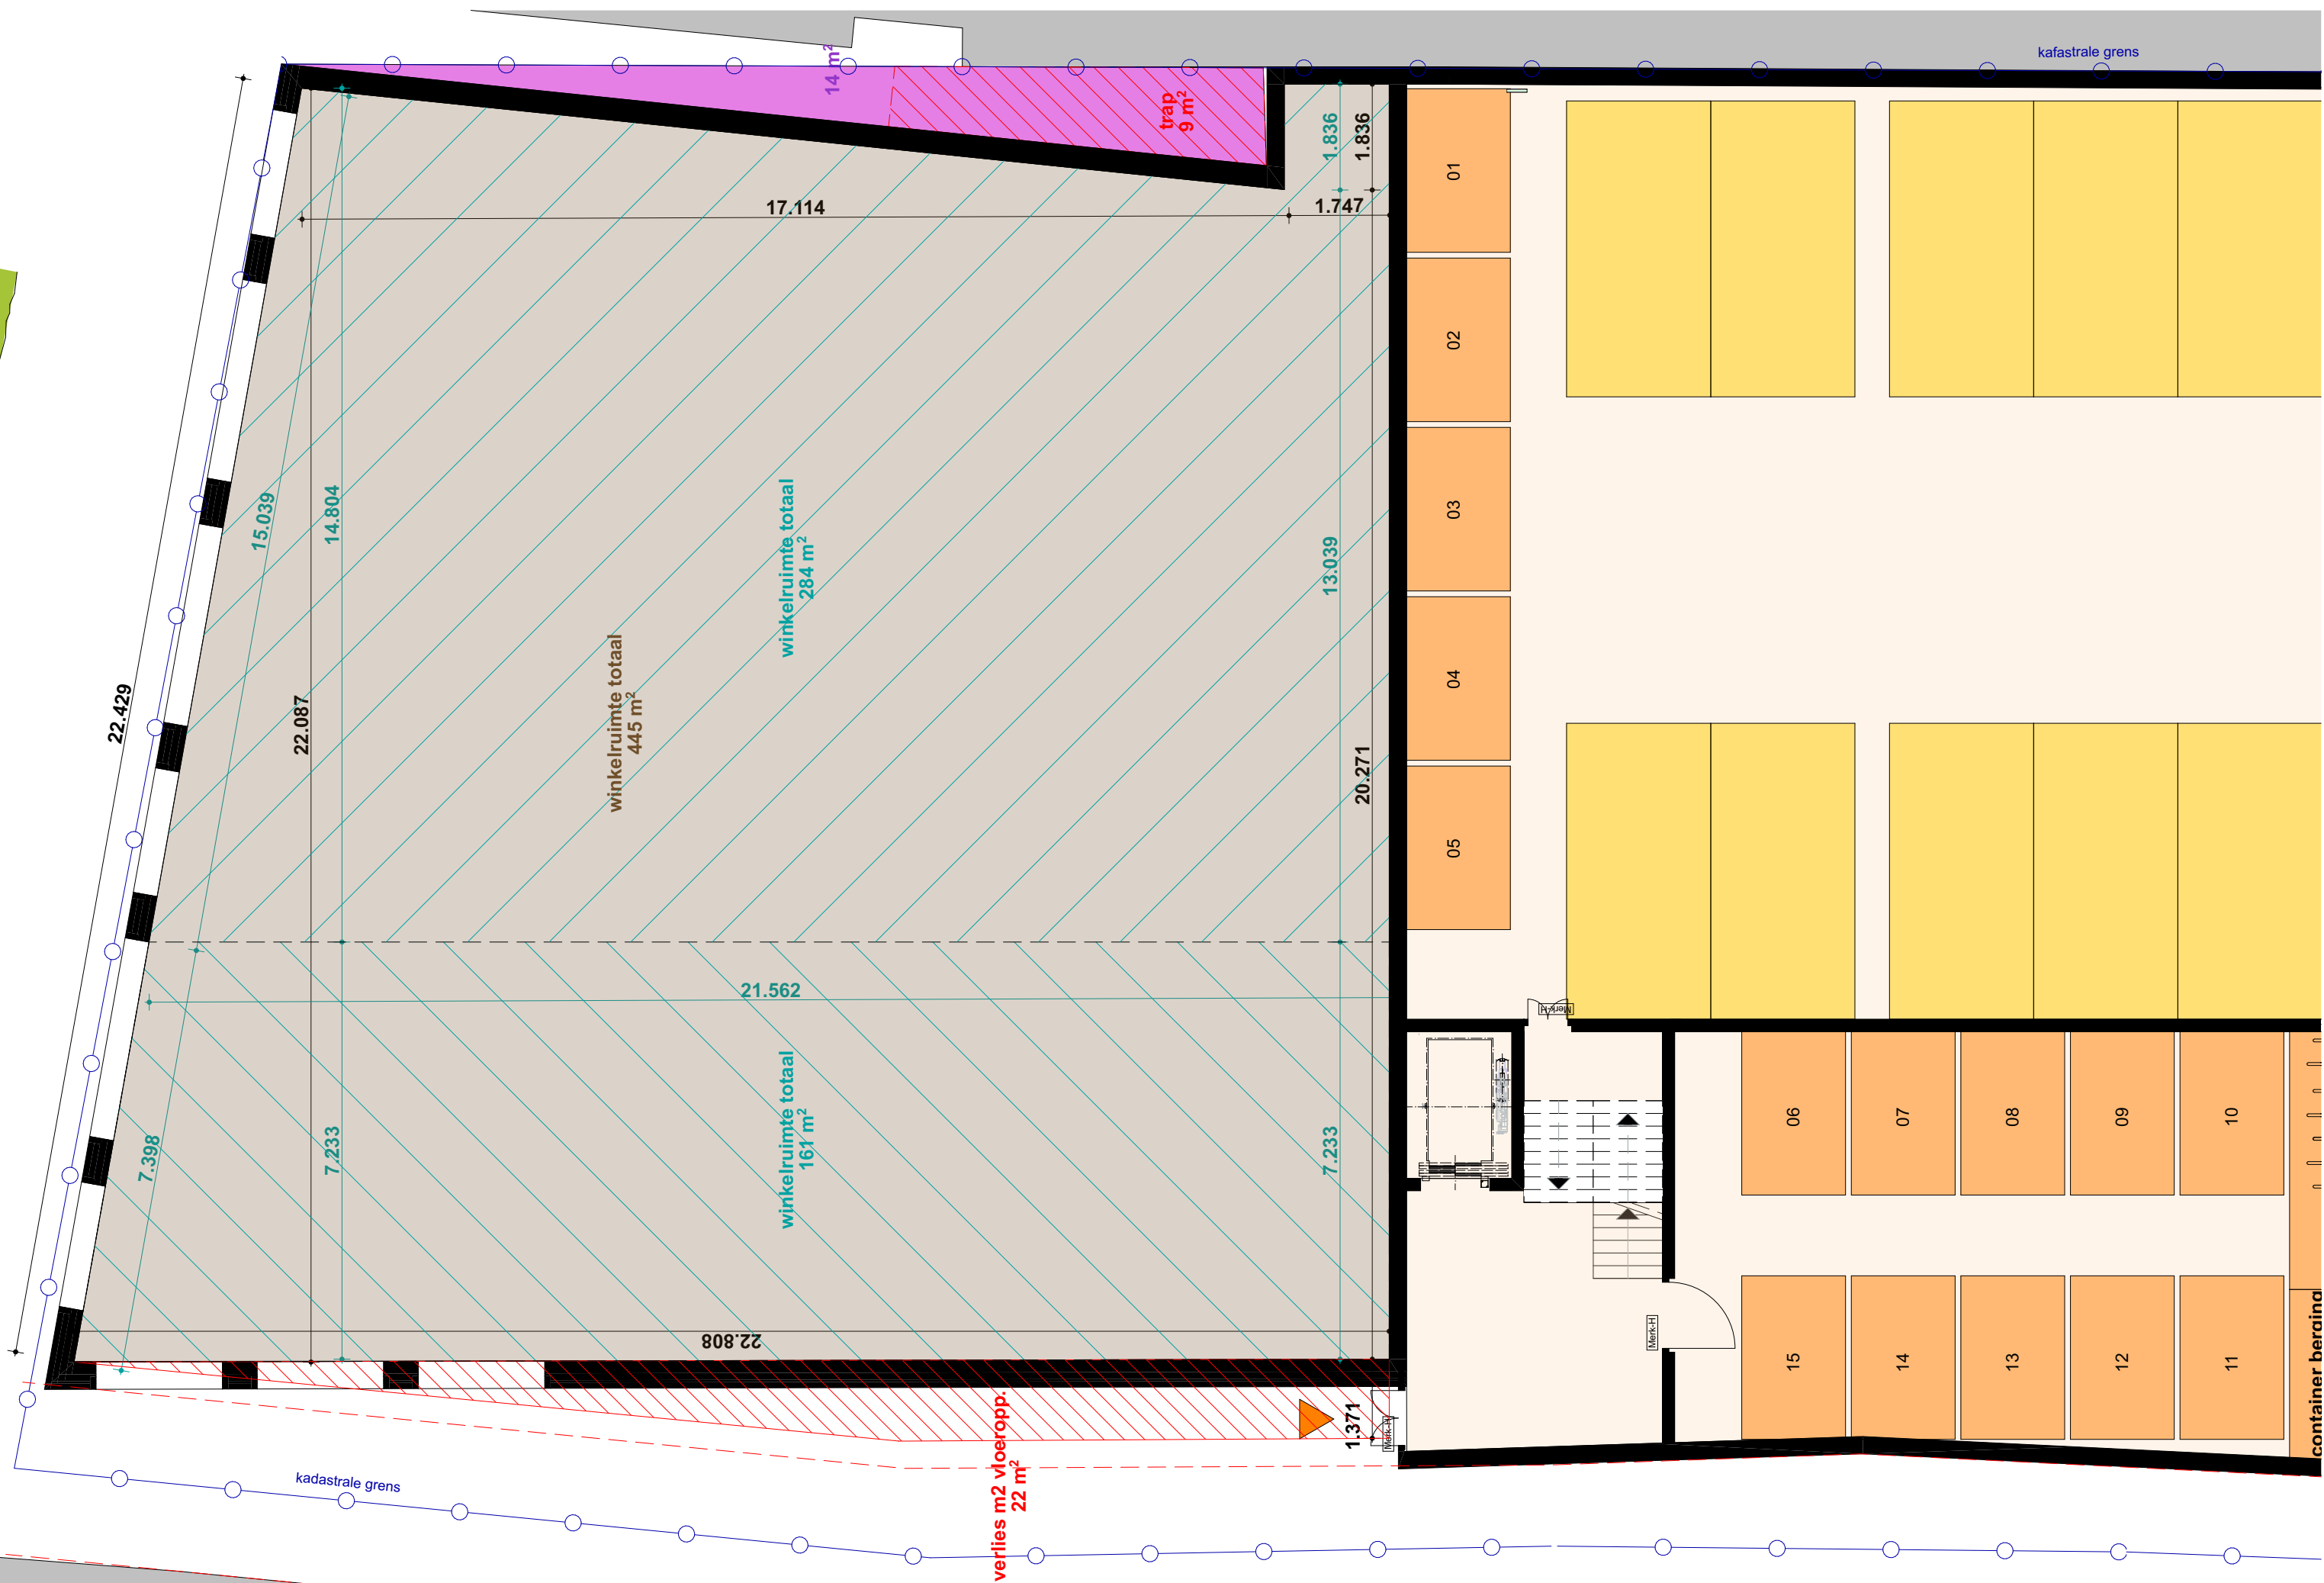 kafastrale grens
14 m²
trap
9 m²
1.836
1.836
17.114
1.747
01
02
03
04
05
15.039
14.804
22.429
22.087
winkelruimte totaal
284 m²
winkelruimte totaal
445 m²
13.039
20.271
21.562
Merk-H
7.398
7.233
winkelruimte totaal
161 m²
7.233
06
07
08
09
10
22.808
Merk-H
15
14
13
12
11
container berging
1.371
Merk-H
verlies m2 vloeropp.
22 m²
kadastrale grens